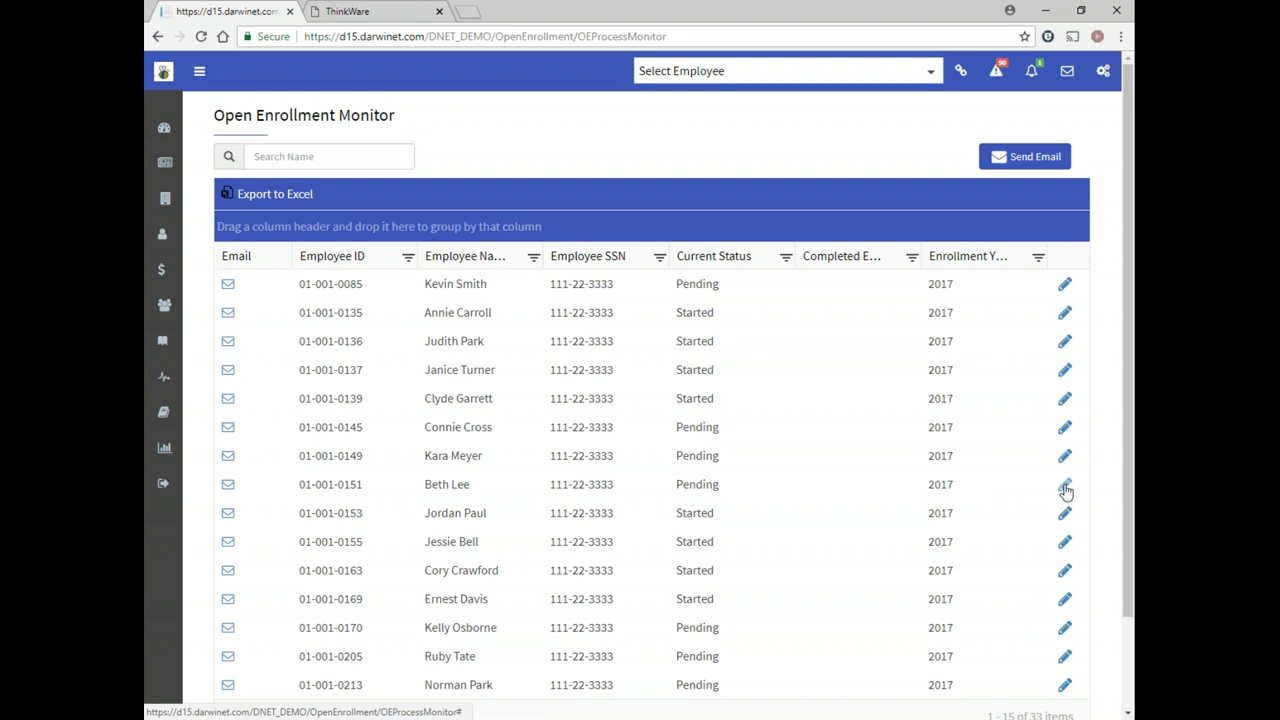 https://d15.darwinet.com
ThinkWare
Secure
https://d15.darwinet.com/DNET_DEMO/OpenEnrollment/OEProcessMonitor
Select Employee
90
1
Open Enrollment Monitor
Search Name
Send Email
Export to Excel
Drag a column header and drop it here to group by that column
Email Employee ID Employee Na... Employee SSN Current Status Completed E... Enrollment Y...
01-001-0085 Kevin Smith 111-22-3333 Pending 2017
01-001-0135 Annie Carroll 111-22-3333 Started 2017
01-001-0136 Judith Park 111-22-3333 Started 2017
01-001-0137 Janice Turner 111-22-3333 Started 2017
01-001-0139 Clyde Garrett 111-22-3333 Started 2017
01-001-0145 Connie Cross 111-22-3333 Pending 2017
01-001-0149 Kara Meyer 111-22-3333 Pending 2017
01-001-0151 Beth Lee 111-22-3333 Pending 2017
01-001-0153 Jordan Paul 111-22-3333 Started 2017
01-001-0155 Jessie Bell 111-22-3333 Started 2017
01-001-0163 Cory Crawford 111-22-3333 Started 2017
01-001-0169 Ernest Davis 111-22-3333 Started 2017
01-001-0170 Kelly Osborne 111-22-3333 Pending 2017
01-001-0205 Ruby Tate 111-22-3333 Pending 2017
01-001-0213 Norman Park 111-22-3333 Pending 2017
https://d15.darwinet.com/DNET_DEMO/OpenEnrollment/OEProcessMonitor#
1 - 15 of 33 items